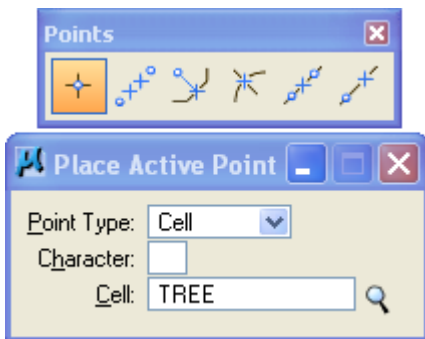 Points
Place Active Point
Point Type: Cell
Character:
Cell: TREE